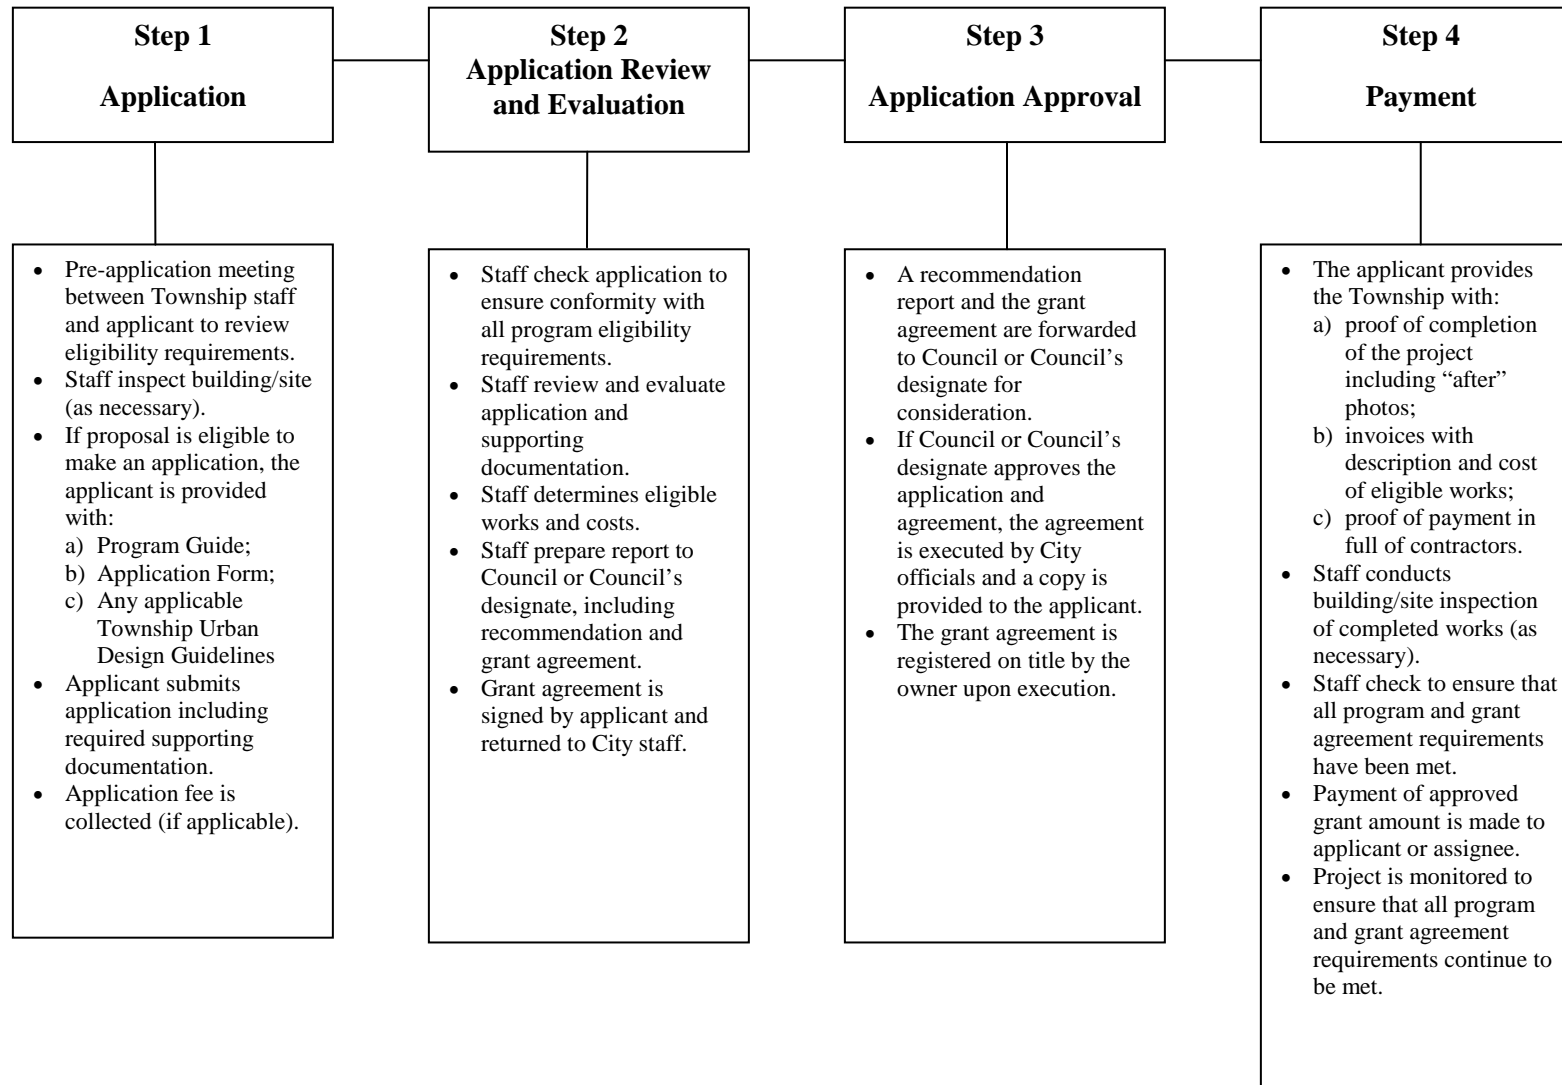 Step 1
Application
Step 2
Application Review
and Evaluation
Step 3
Application Approval
Step 4
Payment
• Pre-application meeting
between Township staff
and applicant to review
eligibility requirements.
• Staff inspect building/site
(as necessary).
• If proposal is eligible to
make an application, the
applicant is provided
with:
a) Program Guide;
b) Application Form;
c) Any applicable
Township Urban
Design Guidelines
• Applicant submits
application including
required supporting
documentation.
• Application fee is
collected (if applicable).
• Staff check application to
ensure conformity with
all program eligibility
requirements.
• Staff review and evaluate
application and
supporting
documentation.
• Staff determines eligible
works and costs.
• Staff prepare report to
Council or Council’s
designate, including
recommendation and
grant agreement.
• Grant agreement is
signed by applicant and
returned to City staff.
• A recommendation
report and the grant
agreement are forwarded
to Council or Council’s
designate for
consideration.
• If Council or Council’s
designate approves the
application and
agreement, the agreement
is executed by City
officials and a copy is
provided to the applicant.
• The grant agreement is
registered on title by the
owner upon execution.
• The applicant provides
the Township with:
a) proof of completion
of the project
including “after”
photos;
b) invoices with
description and cost
of eligible works;
c) proof of payment in
full of contractors.
• Staff conducts
building/site inspection
of completed works (as
necessary).
• Staff check to ensure that
all program and grant
agreement requirements
have been met.
• Payment of approved
grant amount is made to
applicant or assignee.
• Project is monitored to
ensure that all program
and grant agreement
requirements continue to
be met.